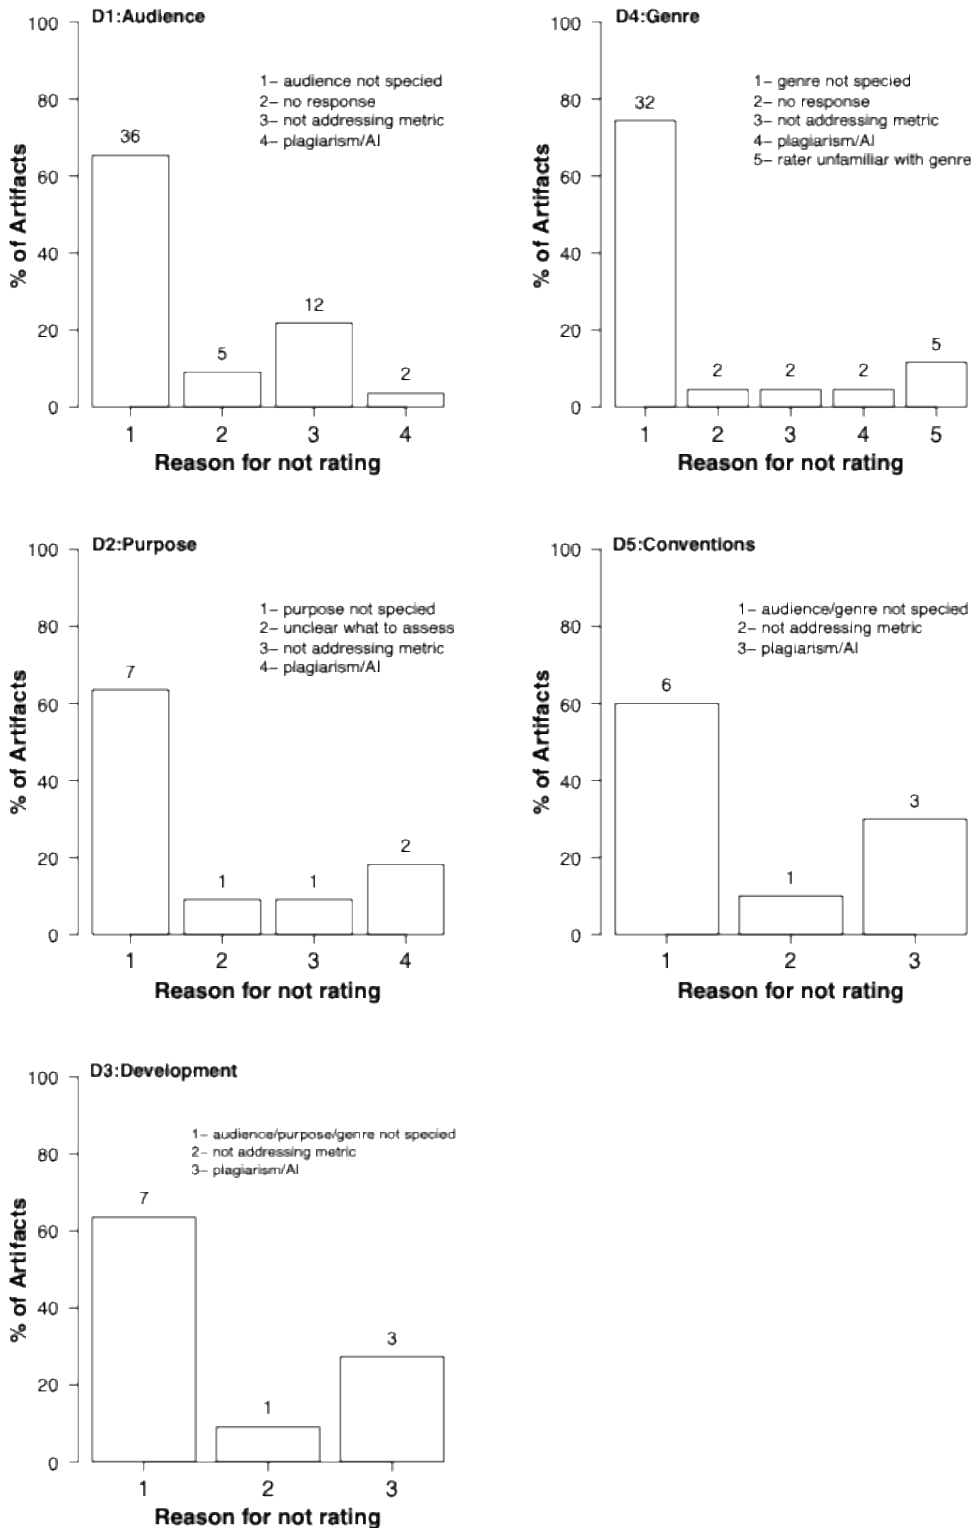 D1:Audience
100
80
60
40
20
0
% of Artifacts
1– audience not specied
2– no response
3– not addressing metric
4– plagiarism/AI
36
5
12
2
1 2 3 4
Reason for not rating
D4:Genre
100
80
60
40
20
0
% of Artifacts
1– genre not specied
2– no response
3– not addressing metric
4– plagiarism/AI
5– rater unfamiliar with genre
32
2
2
2
5
1 2 3 4 5
Reason for not rating
D2:Purpose
100
80
60
40
20
0
% of Artifacts
1– purpose not specied
2– unclear what to assess
3– not addressing metric
4– plagiarism/AI
7
1
1
2
1 2 3 4
Reason for not rating
D5:Conventions
100
80
60
40
20
0
% of Artifacts
1– audience/genre not specied
2– not addressing metric
3– plagiarism/AI
6
1
3
1 2 3
Reason for not rating
D3:Development
100
80
60
40
20
0
% of Artifacts
1– audience/purpose/genre not specied
2– not addressing metric
3– plagiarism/AI
7
1
3
1 2 3
Reason for not rating